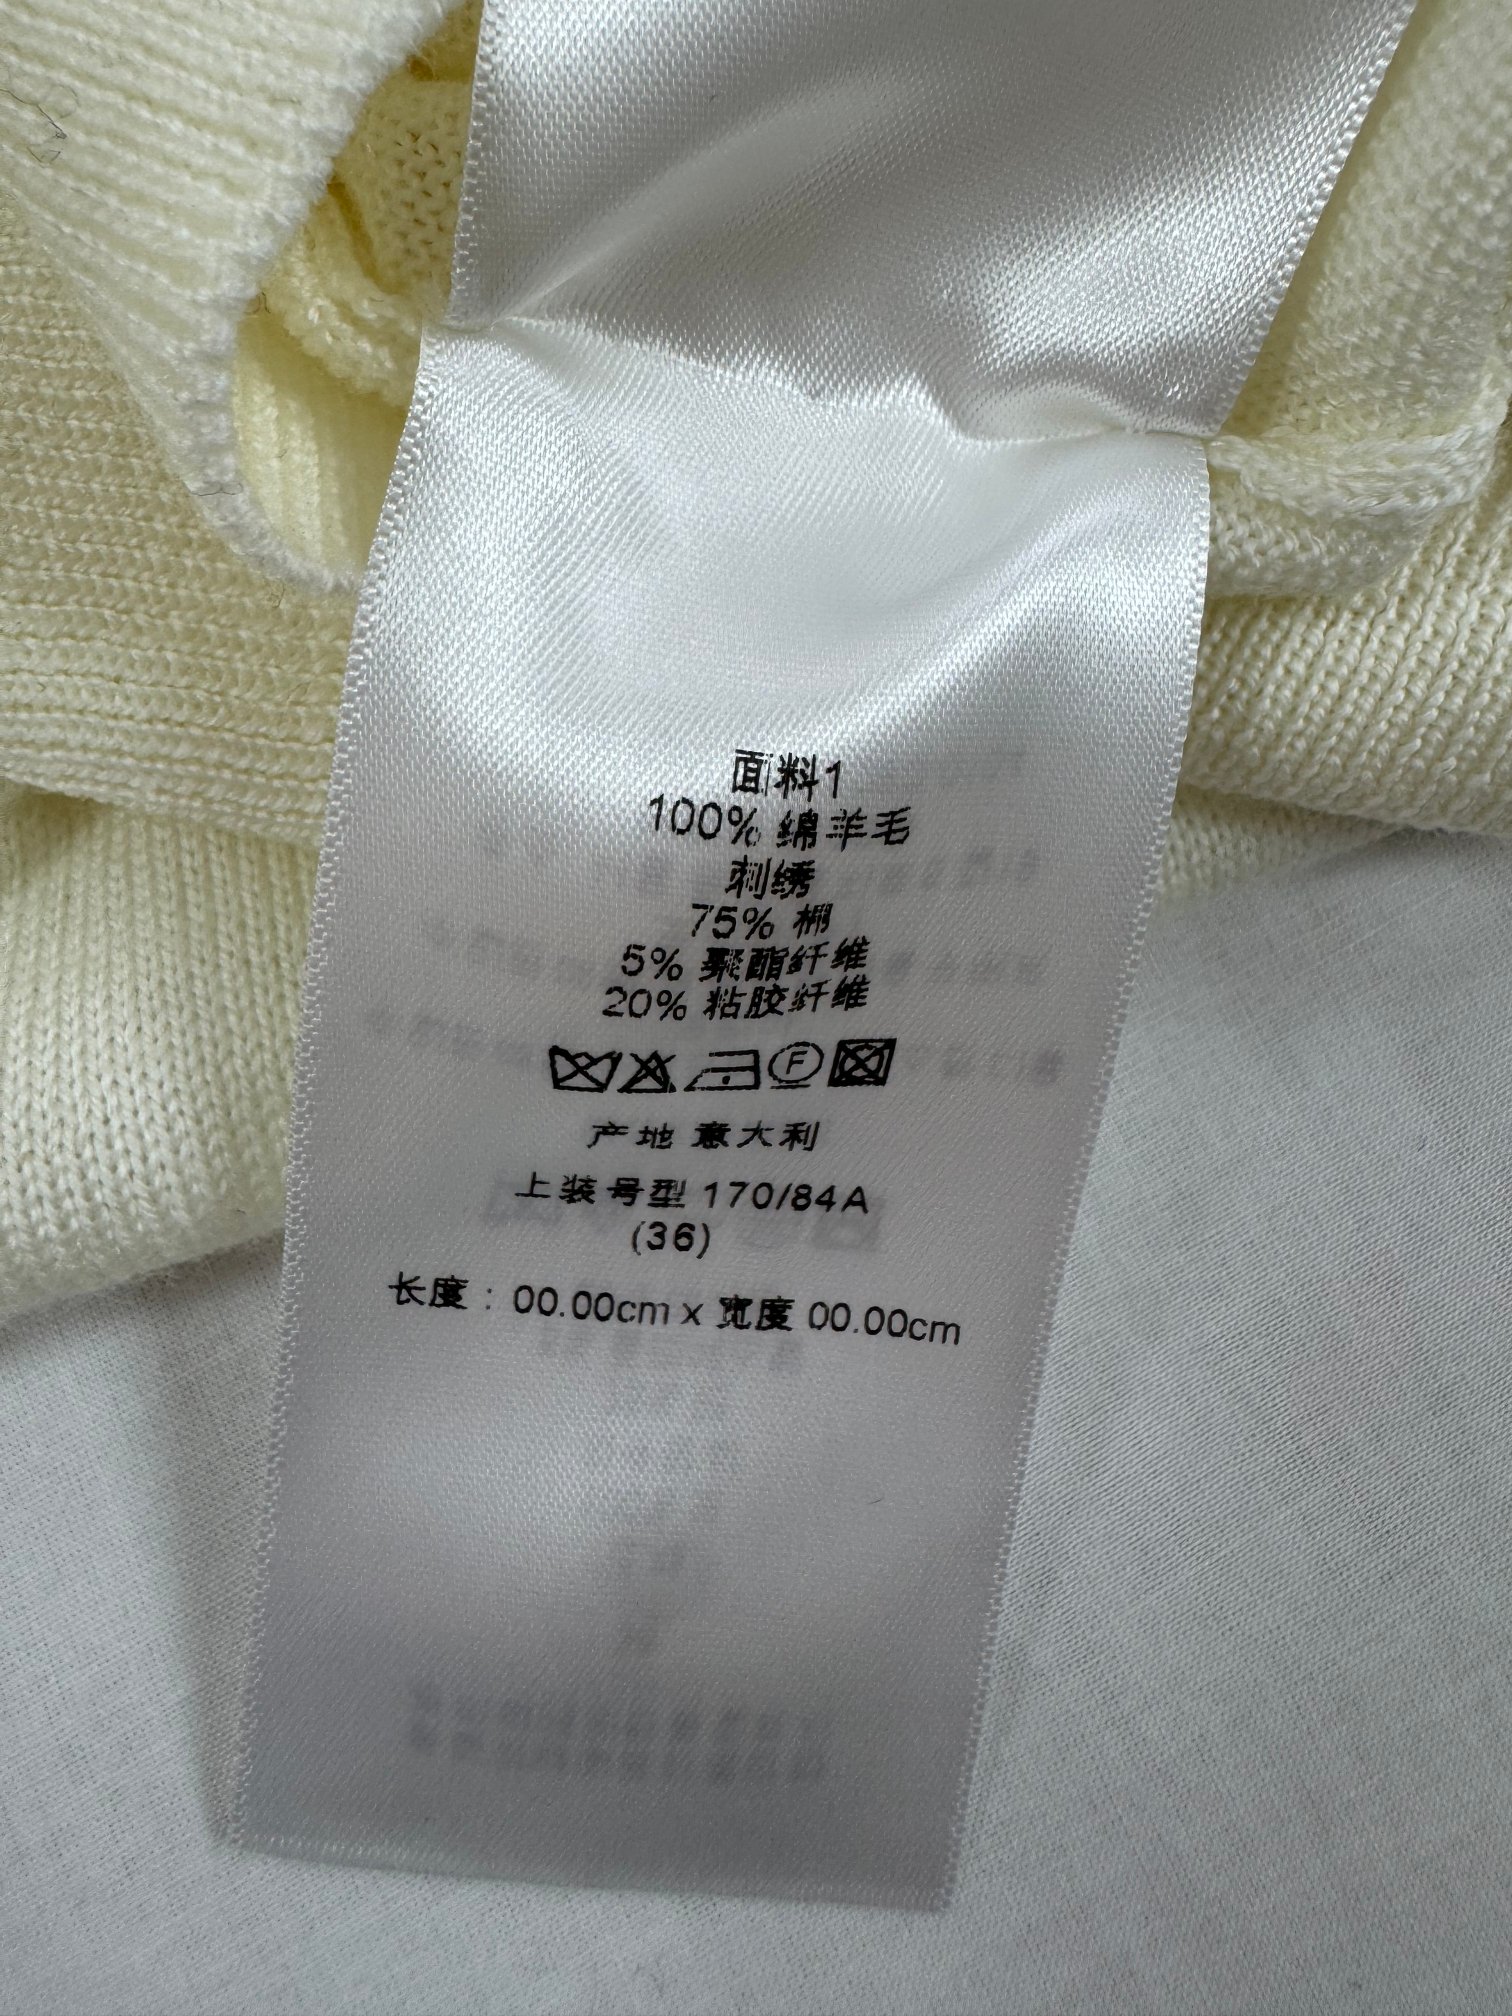 面料1
100% 绵羊毛
刺绣
75% 棉
5% 聚酯纤维
20% 粘胶纤维
F
产地 意大利
上装号型 170/84A
(36)
长度 : 00.00cm x 宽度 00.00cm